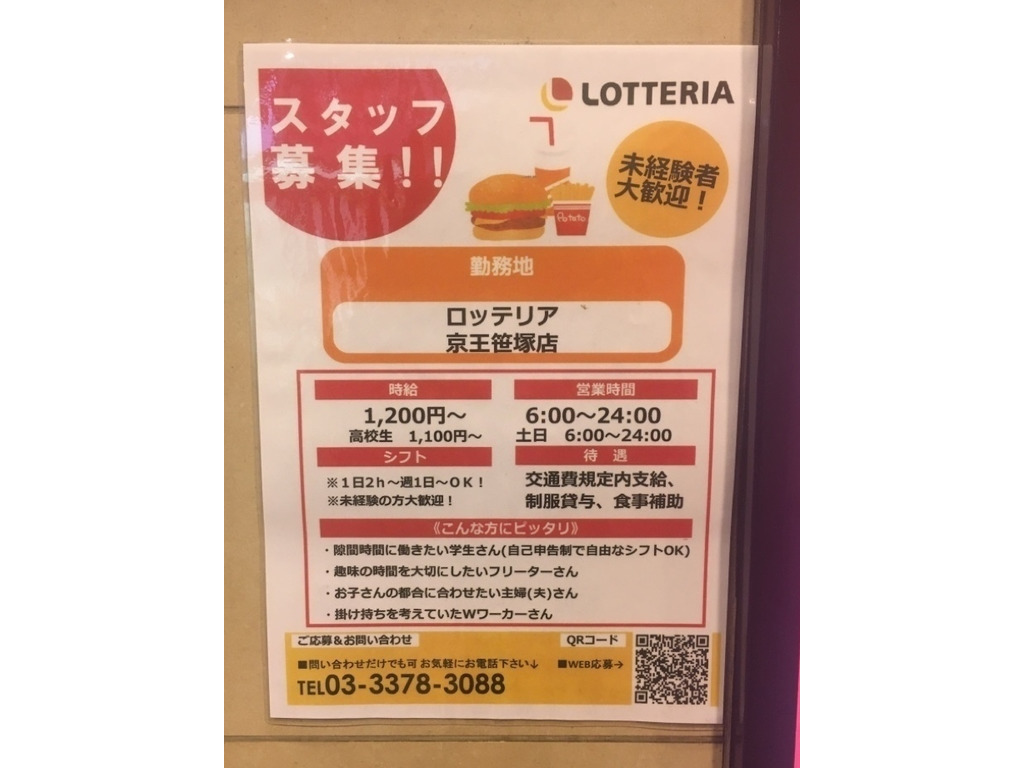 スタッフ
募集!!
LOTTERIA
未経験者
大歓迎!
Potato
勤務地
ロッテリア
京王笹塚店
時給
1,200円～
高校生 1,100円～
営業時間
6:00～24:00
土日 6:00～24:00
シフト
※1日2h～週1日～OK!
※未経験の方大歓迎!
待遇
交通費規定内支給、
制服貸与、食事補助
《こんな方にピッタリ》
・隙間時間に働きたい学生さん(自己申告制で自由なシフトOK)
・趣味の時間を大切にしたいフリーターさん
・お子さんの都合に合わせたい主婦(夫)さん
・掛け持ちを考えていたWワーカーさん
ご応募&お問い合わせ
■問い合わせだけでも可 お気軽にお電話下さい↓
TEL03-3378-3088
QRコード
■WEB応募→